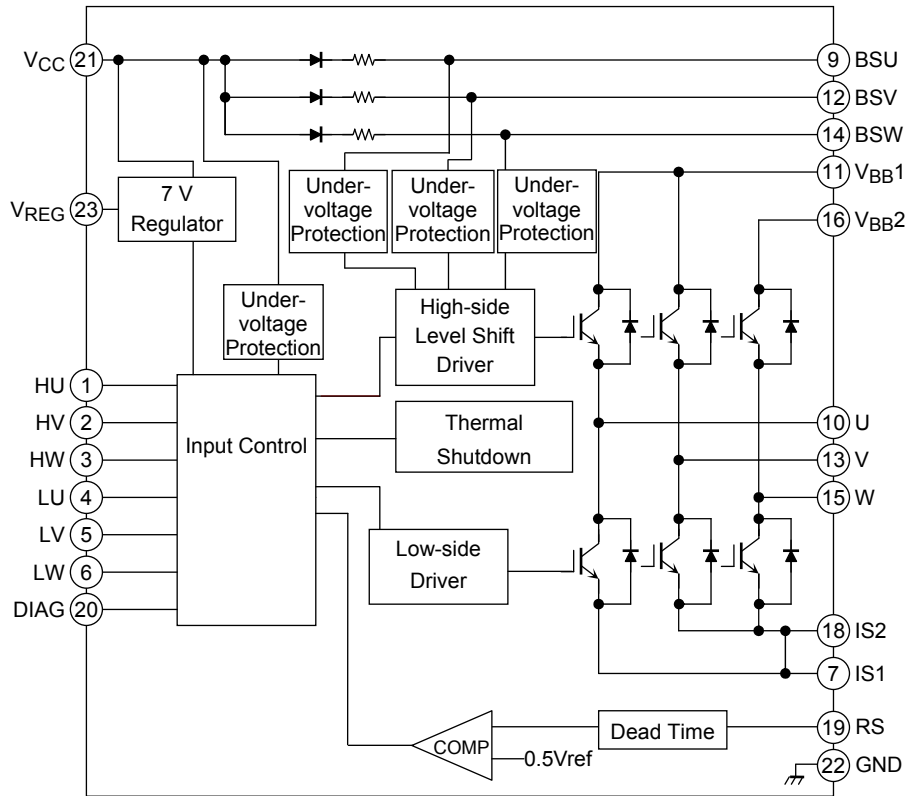 VCC 21
9 BSU
12 BSV
14 BSW
11 VBB1
16 VBB2
VREG 23
7 V
Regulator
Under-
voltage
Protection
Under-
voltage
Protection
Under-
voltage
Protection
Under-
voltage
Protection
High-side
Level Shift
Driver
HU 1
HV 2
HW 3
LU 4
LV 5
LW 6
DIAG 20
Input Control
Thermal
Shutdown
Low-side
Driver
10 U
13 V
15 W
18 IS2
7 IS1
19 RS
22 GND
Dead Time
COMP
0.5Vref